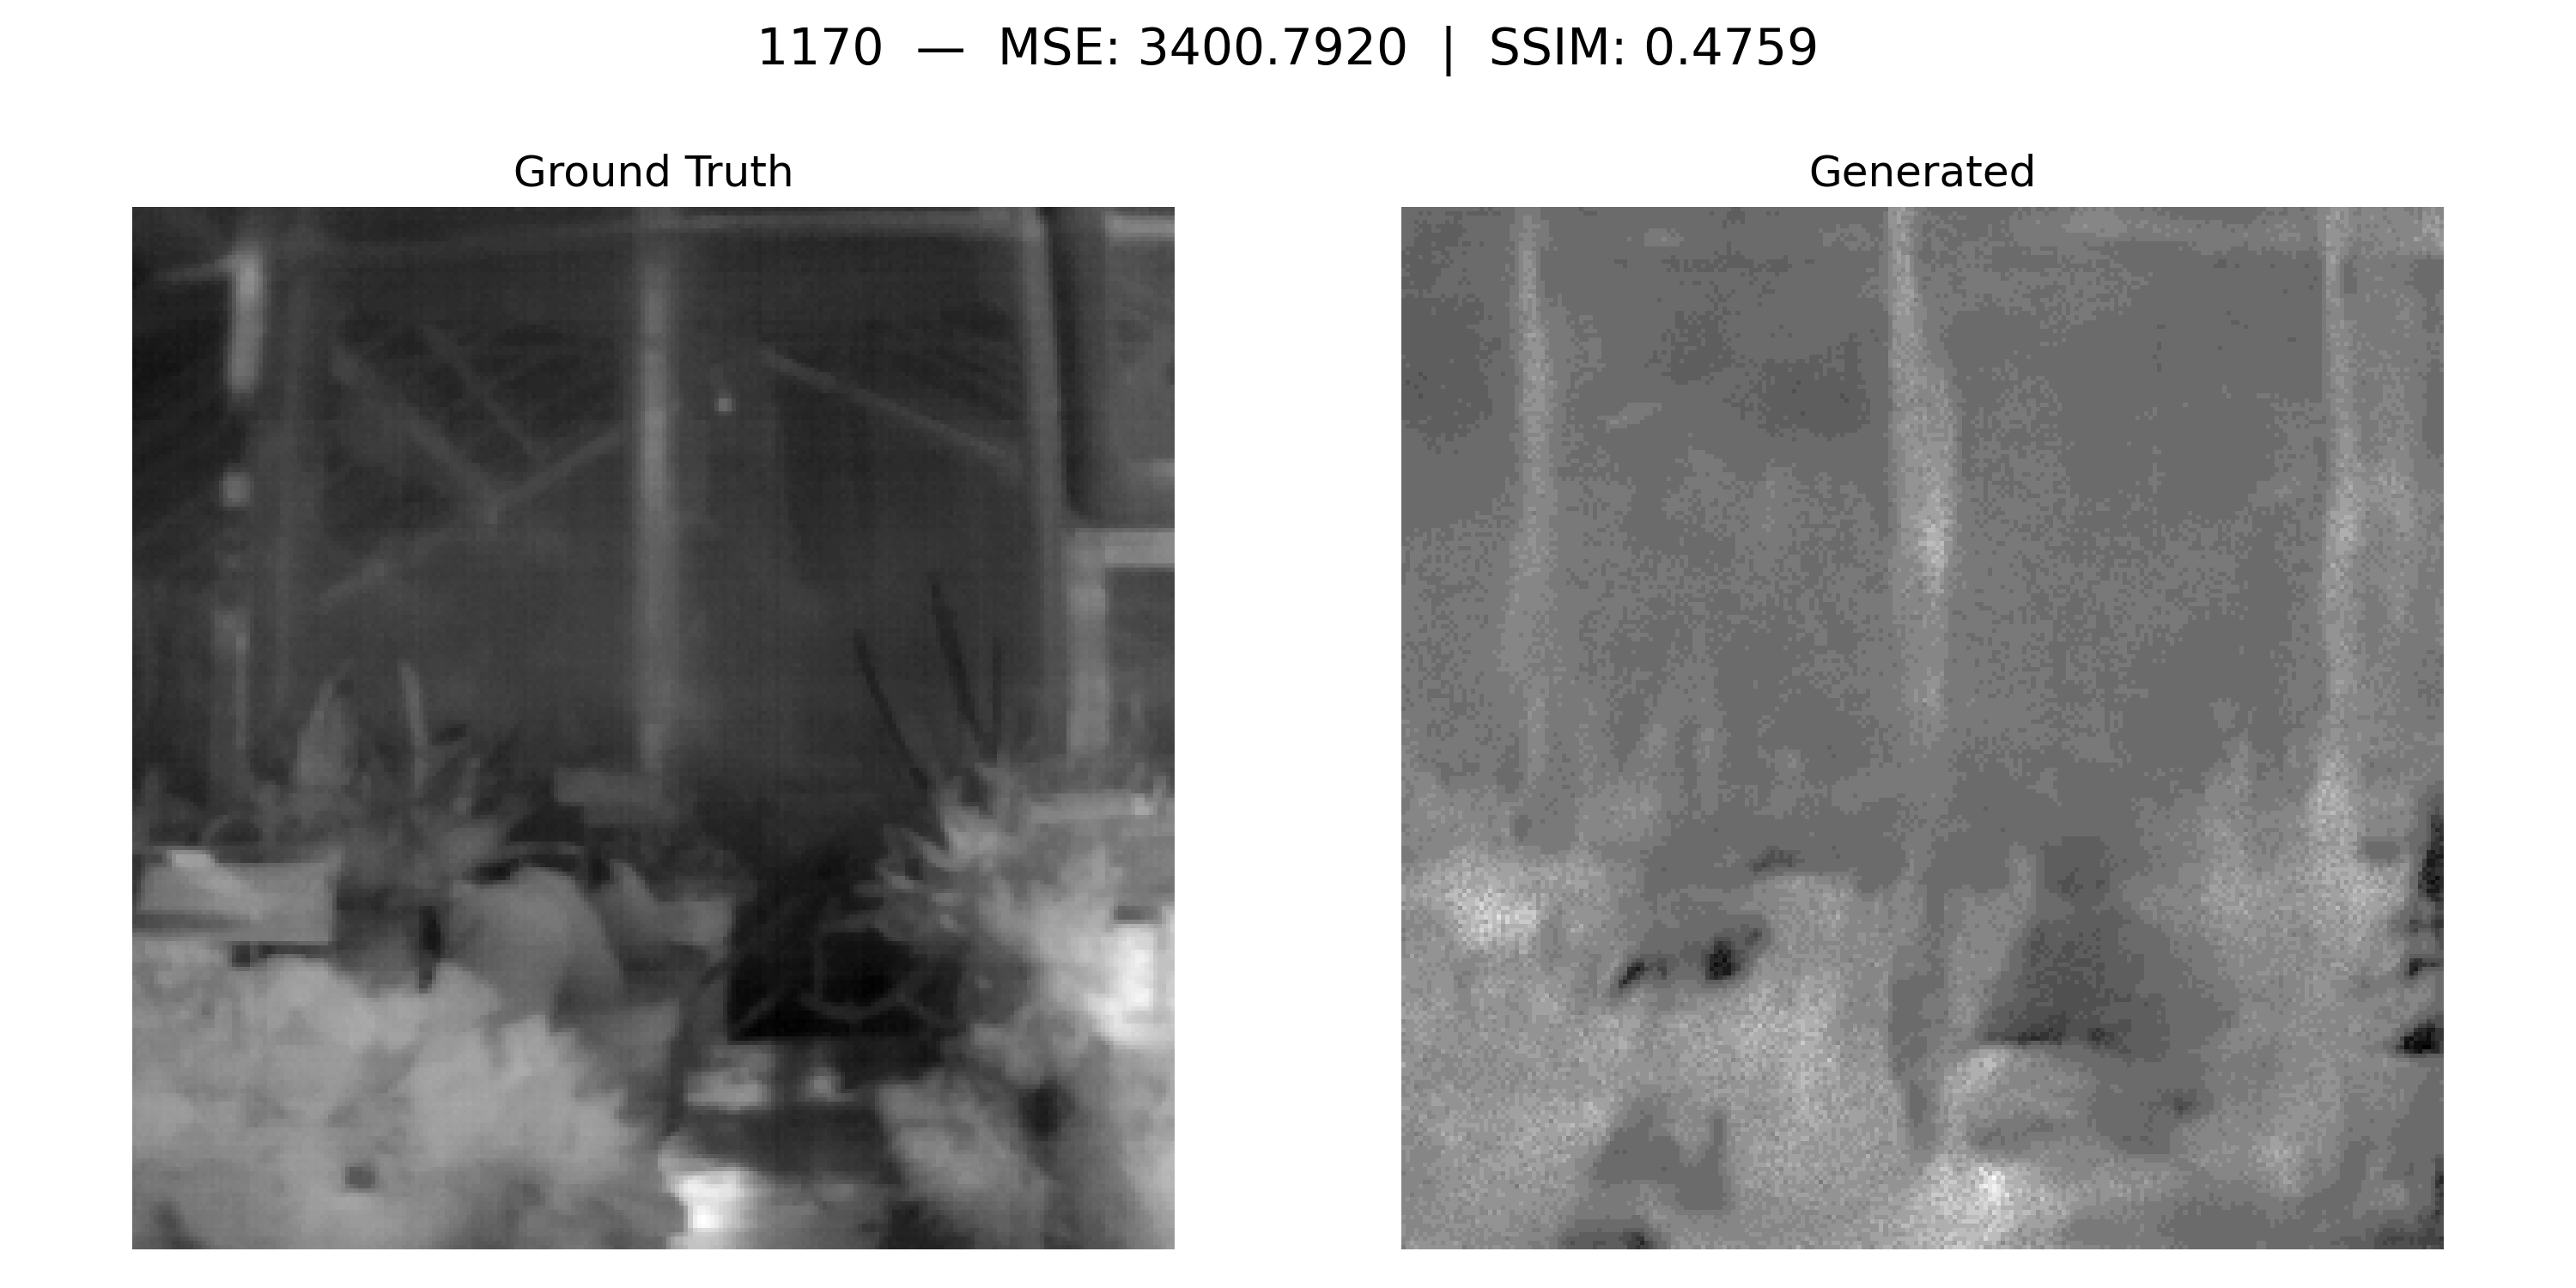 1170 — MSE: 3400.7920 | SSIM: 0.4759
Ground Truth
Generated